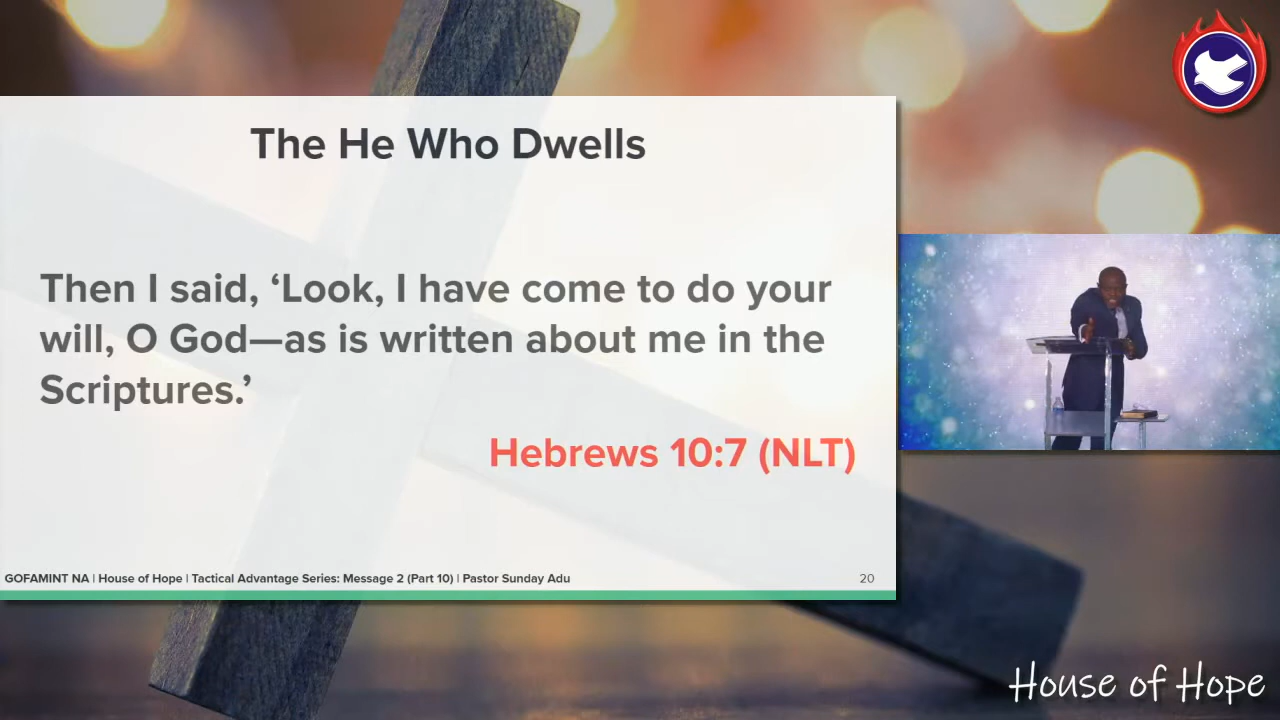 The He Who Dwells
Then I said, ‘Look, I have come to do your
will, O God—as is written about me in the
Scriptures.’
Hebrews 10:7 (NLT)
GOFAMINT NA | House of Hope | Tactical Advantage Series: Message 2 (Part 10) | Pastor Sunday Adu
20
House of Hope